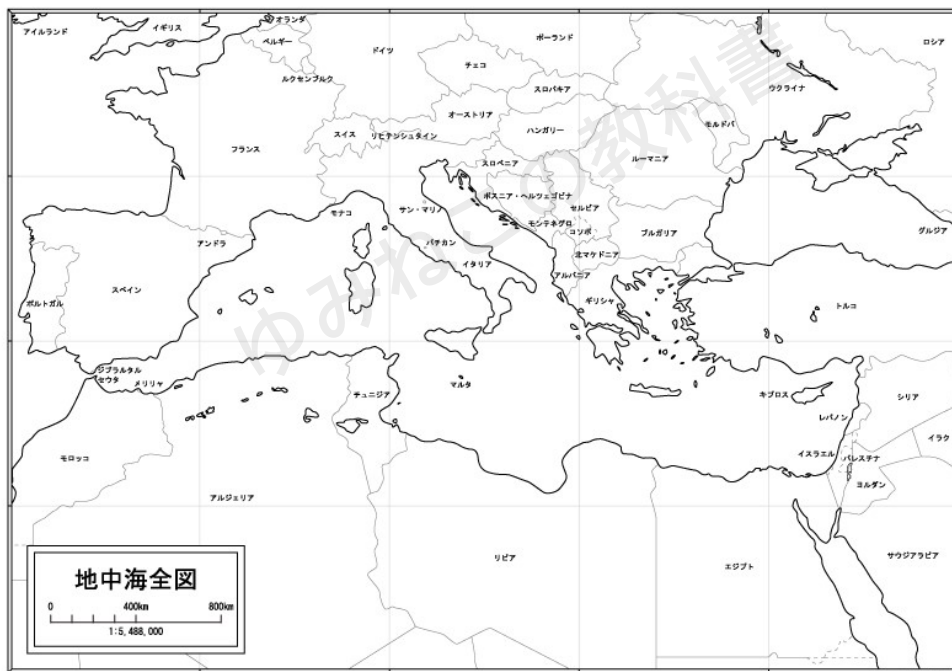 アイルランド
イギリス
オランダ
ベルギー
ドイツ
ポーランド
ロシア
チェコ
ルクセンブルク
スロバキア
ウクライナ
オーストリア
スイス
リヒテンシュタイン
ハンガリー
モルドバ
フランス
スロベニア
ルーマニア
ボスニア・ヘルツェゴビナ
モナコ
サン・マリノ
セルビア
モンテネグロ
コソボ
ブルガリア
グルジア
アンドラ
バチカン
イタリア
北マケドニア
アルバニア
スペイン
ポルトガル
ギリシャ
トルコ
ジブラルタル
セウタ
メリリャ
チュニジア
マルタ
キプロス
シリア
レバノン
イラク
モロッコ
イスラエル
パレスチナ
ヨルダン
アルジェリア
リビア
エジプト
サウジアラビア
地中海全図
0 400km 800km
1:5,488,000
ゆみねこの教科書